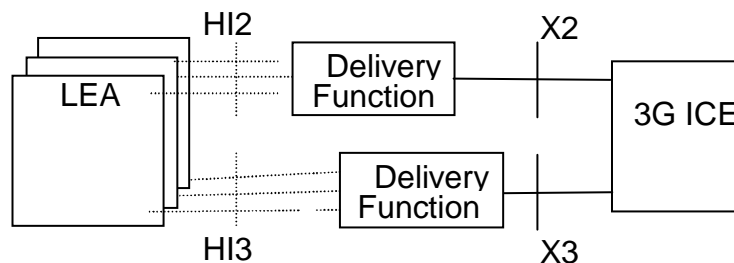 HI2
X2
Delivery
Function
LEA
3G ICE
Delivery
Function
HI3
X3